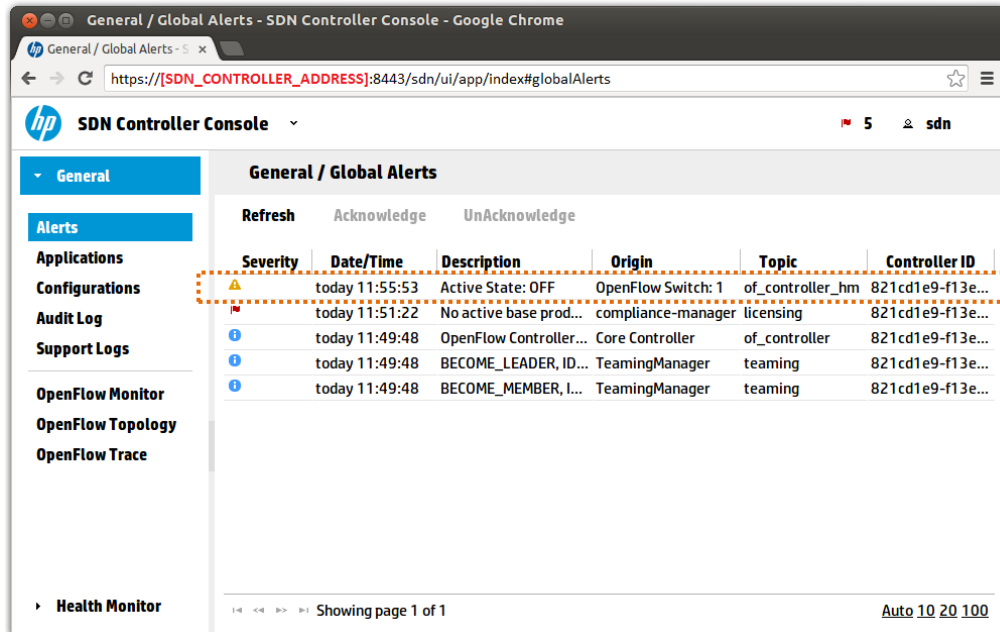 General / Global Alerts - SDN Controller Console - Google Chrome
General / Global Alerts - S
https://[SDN_CONTROLLER_ADDRESS]:8443/sdn/ui/app/index#globalAlerts
hp SDN Controller Console 5 sdn
General
General / Global Alerts
Refresh Acknowledge UnAcknowledge
Alerts
Applications
Configurations
Audit Log
Support Logs
OpenFlow Monitor
OpenFlow Topology
OpenFlow Trace
Health Monitor
Severity Date/Time Description Origin Topic Controller ID
today 11:55:53 Active State: OFF OpenFlow Switch: 1 of_controller_hm 821cd1e9-f13e...
today 11:51:22 No active base prod... compliance-manager licensing 821cd1e9-f13e...
today 11:49:48 OpenFlow Controller... Core Controller of_controller 821cd1e9-f13e...
today 11:49:48 BECOME_LEADER, ID... TeamingManager teaming 821cd1e9-f13e...
today 11:49:48 BECOME_MEMBER, I... TeamingManager teaming 821cd1e9-f13e...
Showing page 1 of 1 Auto 10 20 100